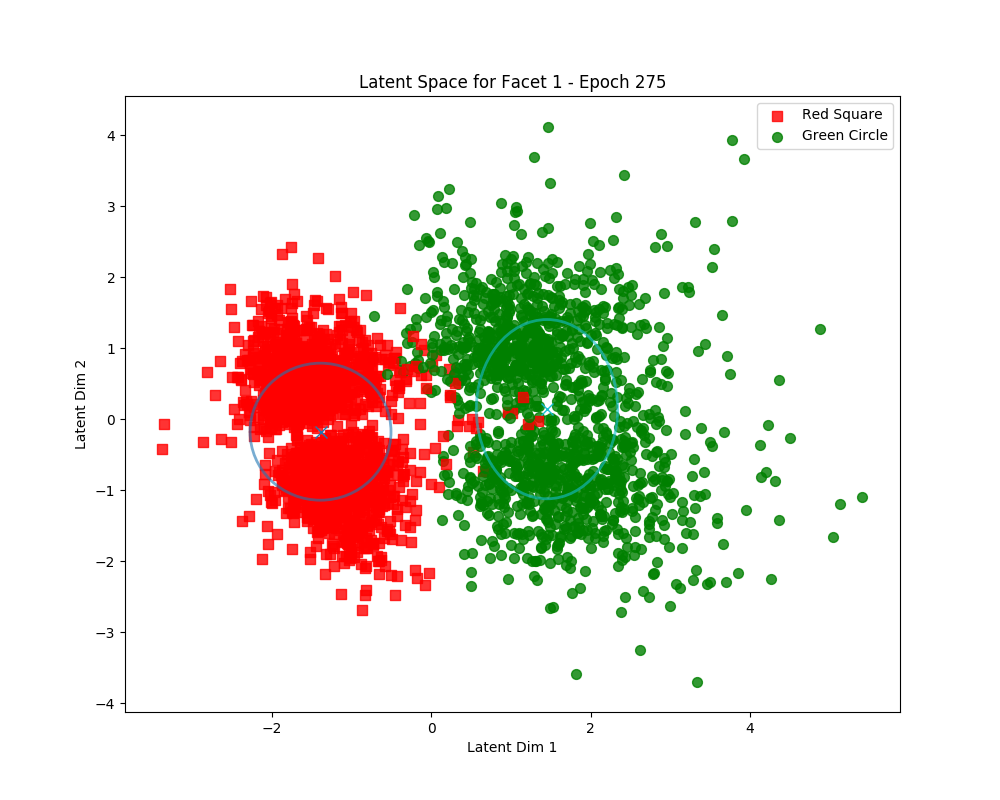 Latent Space for Facet 1 - Epoch 275
Red Square
Green Circle
4
3
2
1
0
−1
−2
−3
−4
Latent Dim 2
−2
0
2
4
Latent Dim 1